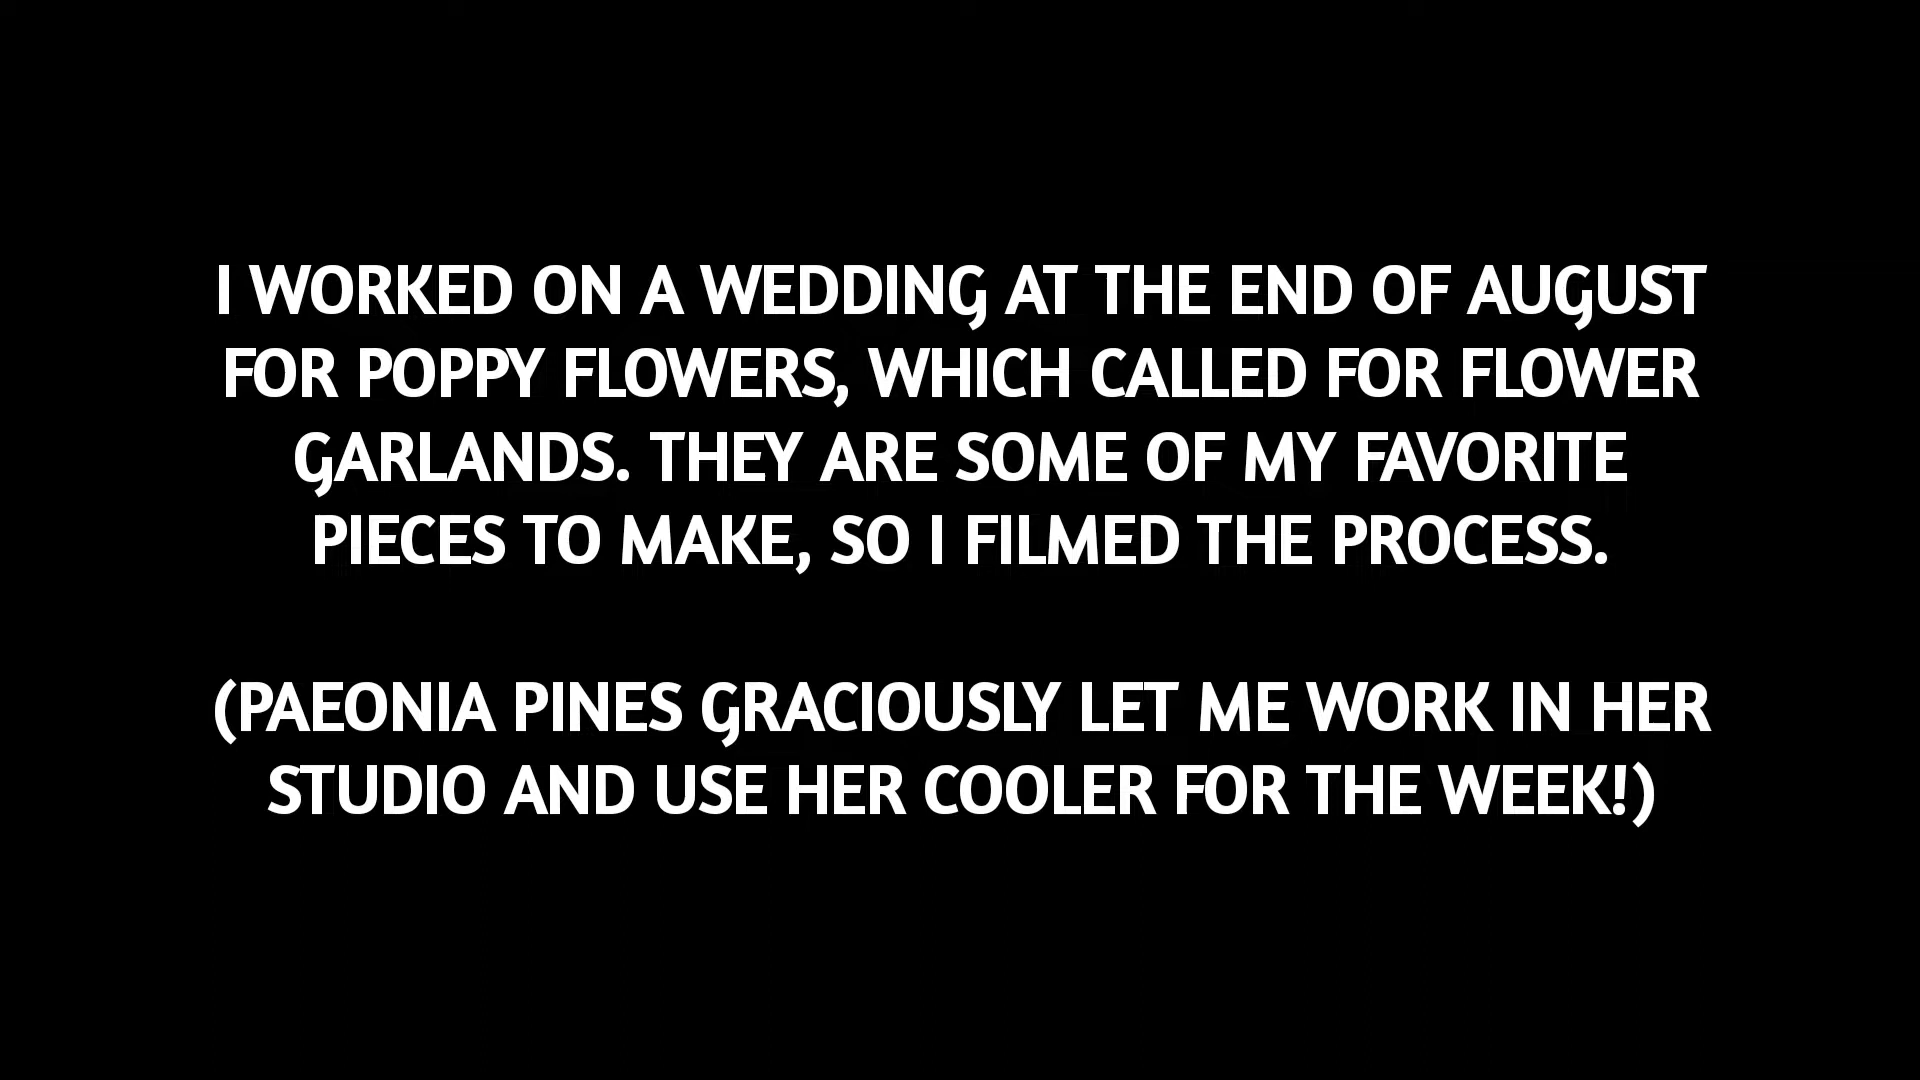 I WORKED ON A WEDDING AT THE END OF AUGUST
FOR POPPY FLOWERS, WHICH CALLED FOR FLOWER
GARLANDS. THEY ARE SOME OF MY FAVORITE
PIECES TO MAKE, SO I FILMED THE PROCESS.
(PAEONIA PINES GRACIOUSLY LET ME WORK IN HER
STUDIO AND USE HER COOLER FOR THE WEEK!)